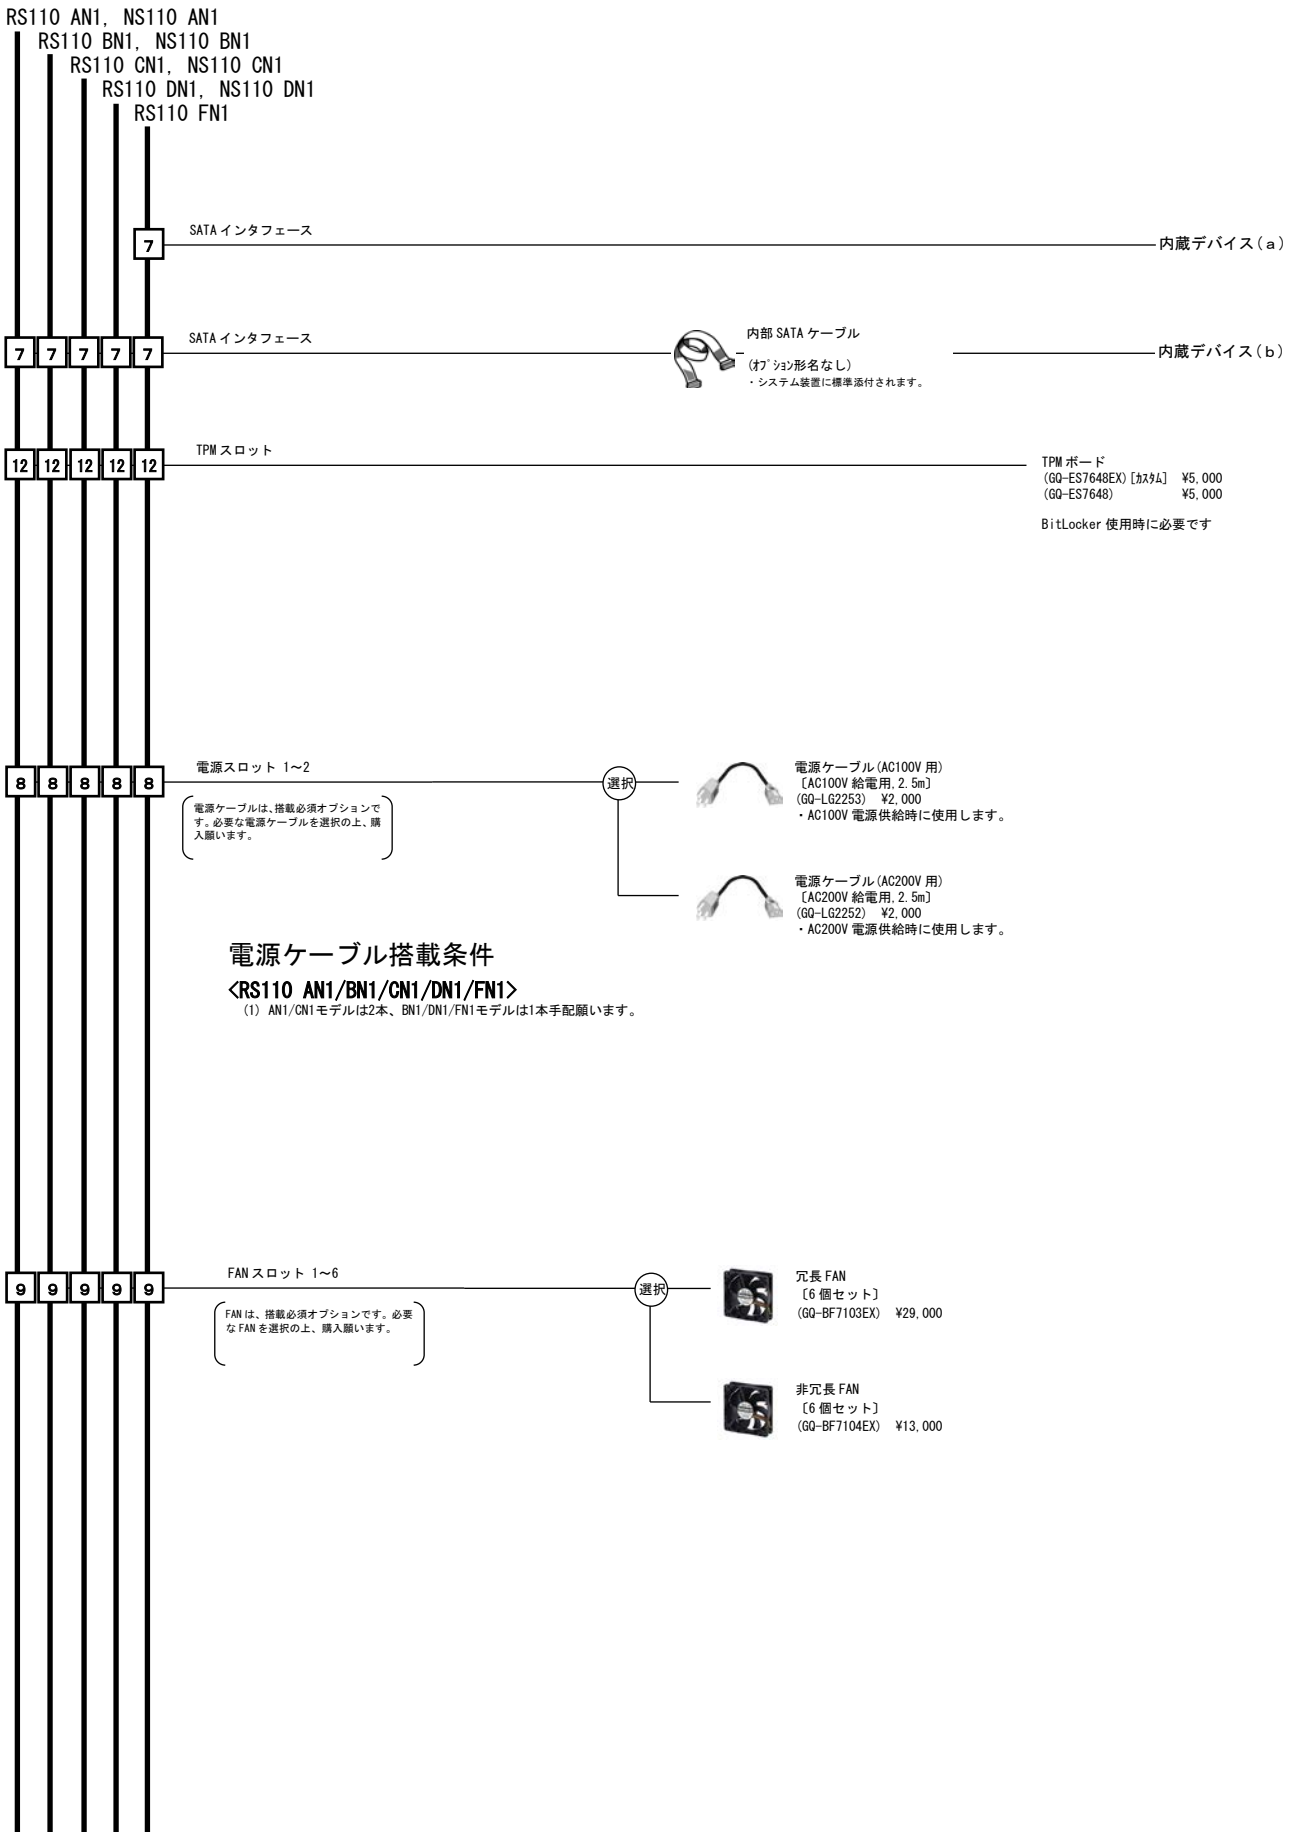 RS110 AN1, NS110 AN1
RS110 BN1, NS110 BN1
RS110 CN1, NS110 CN1
RS110 DN1, NS110 DN1
RS110 FN1
SATA インタフェース
7
内蔵デバイス(a)
SATA インタフェース
7 7 7 7 7
内部 SATA ケーブル
(ｵﾌﾟｼｮﾝ形名なし)
・システム装置に標準添付されます。
内蔵デバイス(b)
TPM スロット
12 12 12 12 12
TPM ボード
(GQ-ES7648EX)[ｶｽﾀﾑ] ¥5,000
(GQ-ES7648) ¥5,000
BitLocker 使用時に必要です
電源スロット 1～2
8 8 8 8 8
選択
電源ケーブルは、搭載必須オプションで
す。必要な電源ケーブルを選択の上、購
入願います。
電源ケーブル(AC100V 用)
〔AC100V 給電用, 2.5m〕
(GQ-LG2253) ¥2,000
・AC100V 電源供給時に使用します。
電源ケーブル(AC200V 用)
〔AC200V 給電用, 2.5m〕
(GQ-LG2252) ¥2,000
・AC200V 電源供給時に使用します。
電源ケーブル搭載条件
<RS110 AN1/BN1/CN1/DN1/FN1>
(1) AN1/CN1モデルは2本、BN1/DN1/FN1モデルは1本手配願います。
FAN スロット 1～6
9 9 9 9 9
選択
FAN は、搭載必須オプションです。必要
な FAN を選択の上、購入願います。
冗長 FAN
〔6 個セット〕
(GQ-BF7103EX) ¥29,000
非冗長 FAN
〔6 個セット〕
(GQ-BF7104EX) ¥13,000